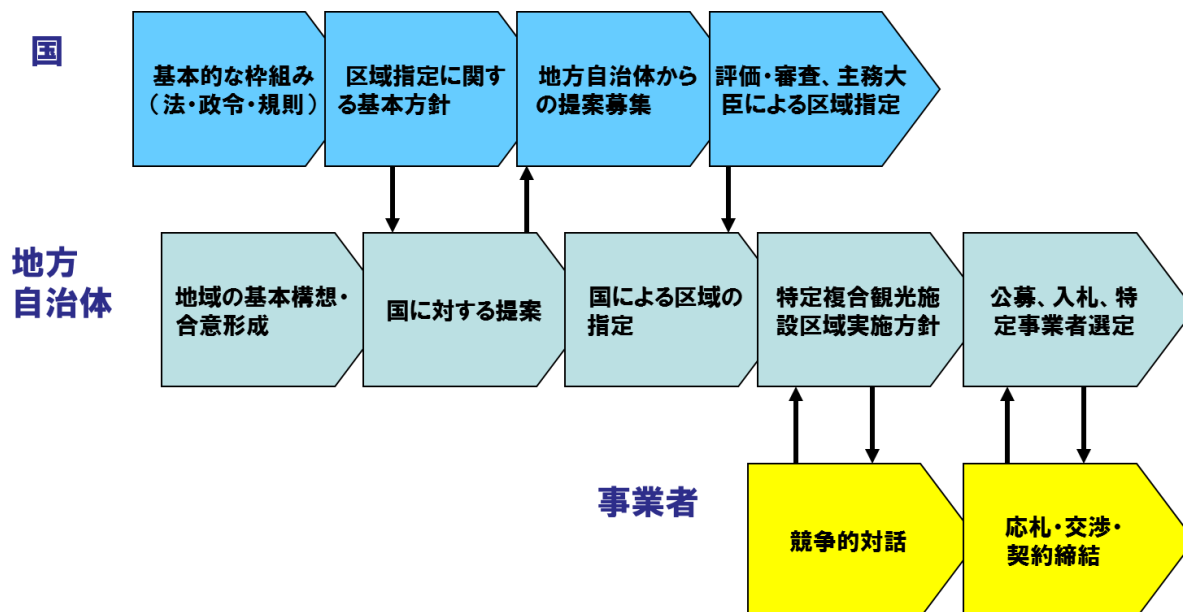 国
基本的な枠組み
(法・政令・規則)
区域指定に関す
る基本方針
地方自治体から
の提案募集
評価・審査、主務大
臣による区域指定
地方
自治体
地域の基本構想・
合意形成
国に対する提案
国による区域の
指定
特定複合観光施
設区域実施方針
公募、入札、特
定事業者選定
事業者
競争的対話
応札・交渉・
契約締結